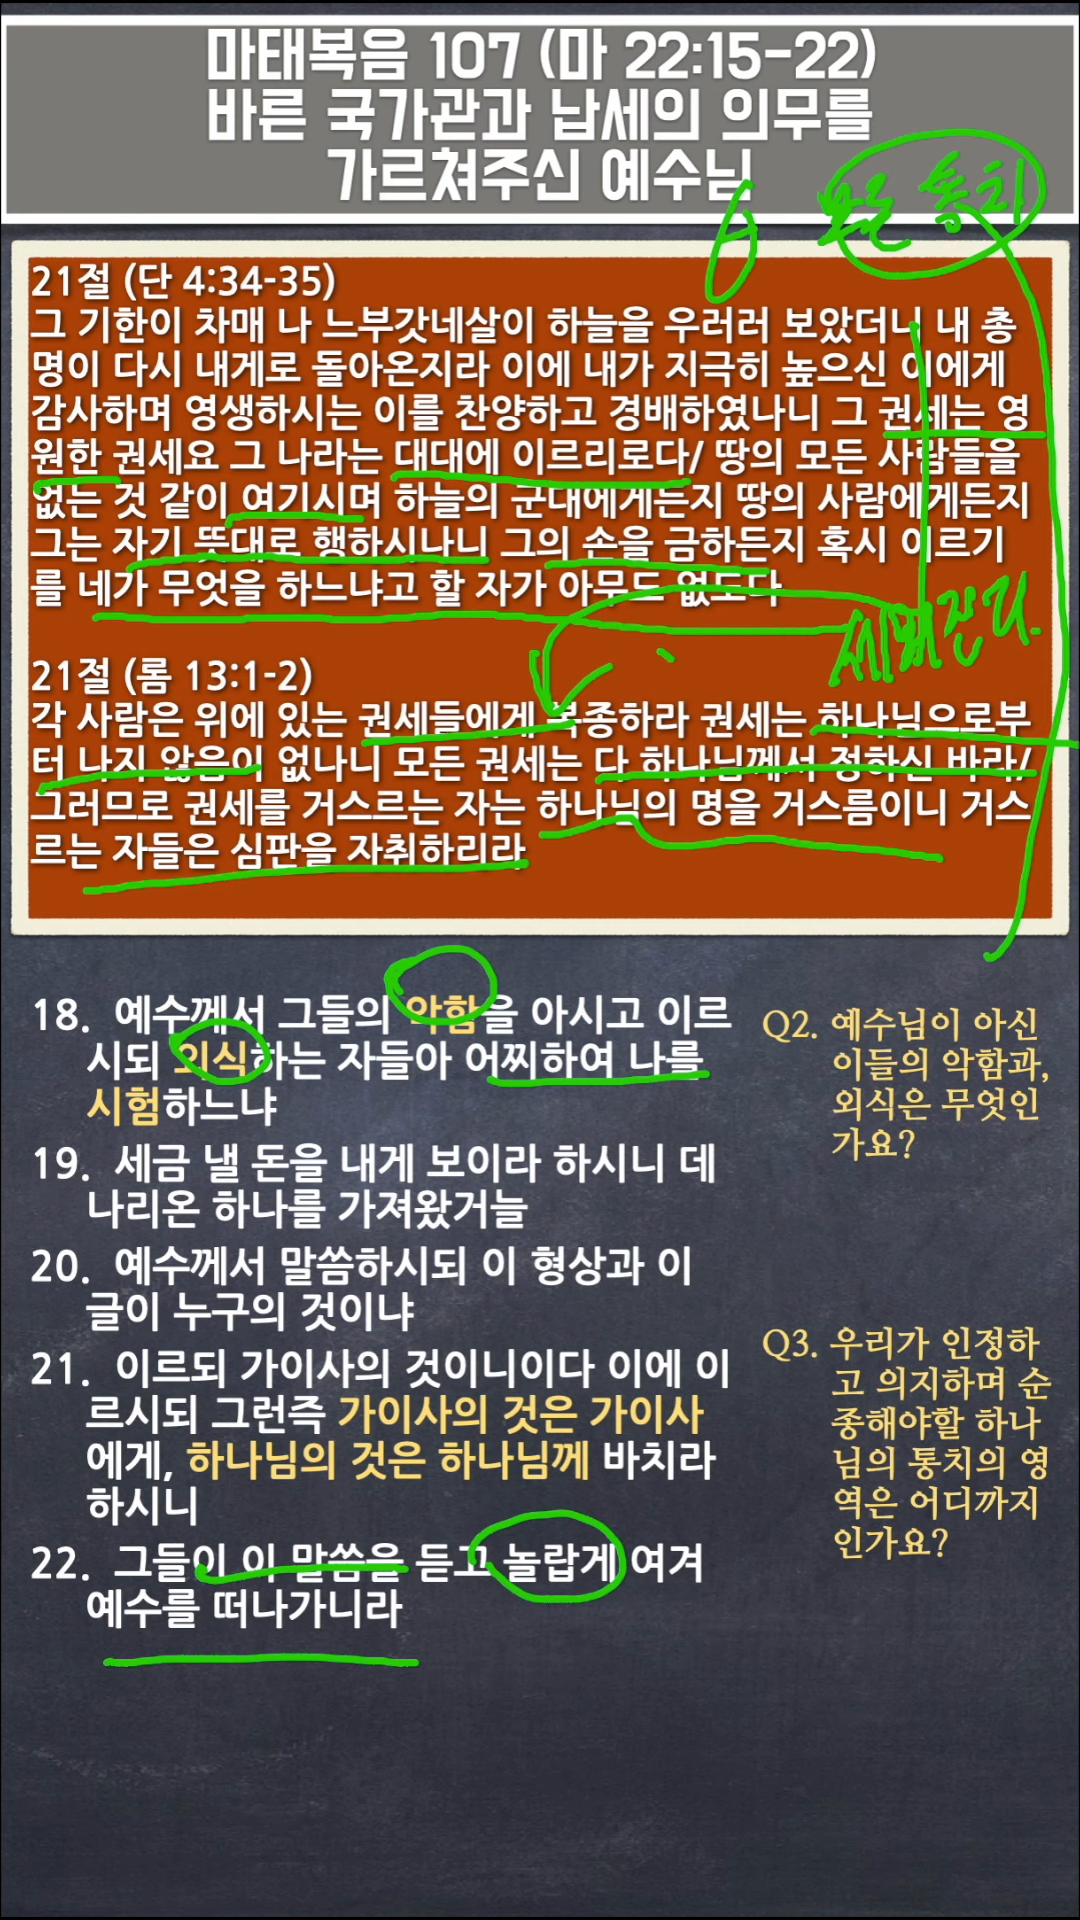 마태복음 107 (마 22:15-22)
바른 국가관과 납세의 의무를
가르쳐주신 예수님
통치
21절 (단 4:34-35)
그 기한이 차매 나 느부갓네살이 하늘을 우러러 보았더니 내 총
명이 다시 내게로 돌아온지라 이에 내가 지극히 높으신 이에게
감사하며 영생하시는 이를 찬양하고 경배하였나니 그 권세는 영
원한 권세요 그 나라는 대대에 이르리로다/ 땅의 모든 사람들을
없는 것 같이 여기시며 하늘의 군대에게든지 땅의 사람에게든지
그는 자기 뜻대로 행하시나니 그의 손을 금하든지 혹시 이르기
를 네가 무엇을 하느냐고 할 자가 아무도 없도다
21절 (롬 13:1-2)
각 사람은 위에 있는 권세들에게 복종하라 권세는 하나님으로부
터 나지 않음이 없나니 모든 권세는 다 하나님께서 정하신 바라/
그러므로 권세를 거스르는 자는 하나님의 명을 거스름이니 거스
르는 자들은 심판을 자취하리라
18. 예수께서 그들의 악함을 아시고 이르
시되 외식하는 자들아 어찌하여 나를
시험하느냐
19. 세금 낼 돈을 내게 보이라 하시니 데
나리온 하나를 가져왔거늘
20. 예수께서 말씀하시되 이 형상과 이
글이 누구의 것이냐
21. 이르되 가이사의 것이니이다 이에 이
르시되 그런즉 가이사의 것은 가이사
에게, 하나님의 것은 하나님께 바치라
하시니
22. 그들이 이 말씀을 듣고 놀랍게 여겨
예수를 떠나가니라
Q2. 예수님이 아신
이들의 악함과,
외식은 무엇인
가요?
Q3. 우리가 인정하
고 의지하며 순
종해야할 하나
님의 통치의 영
역은 어디까지
인가요?